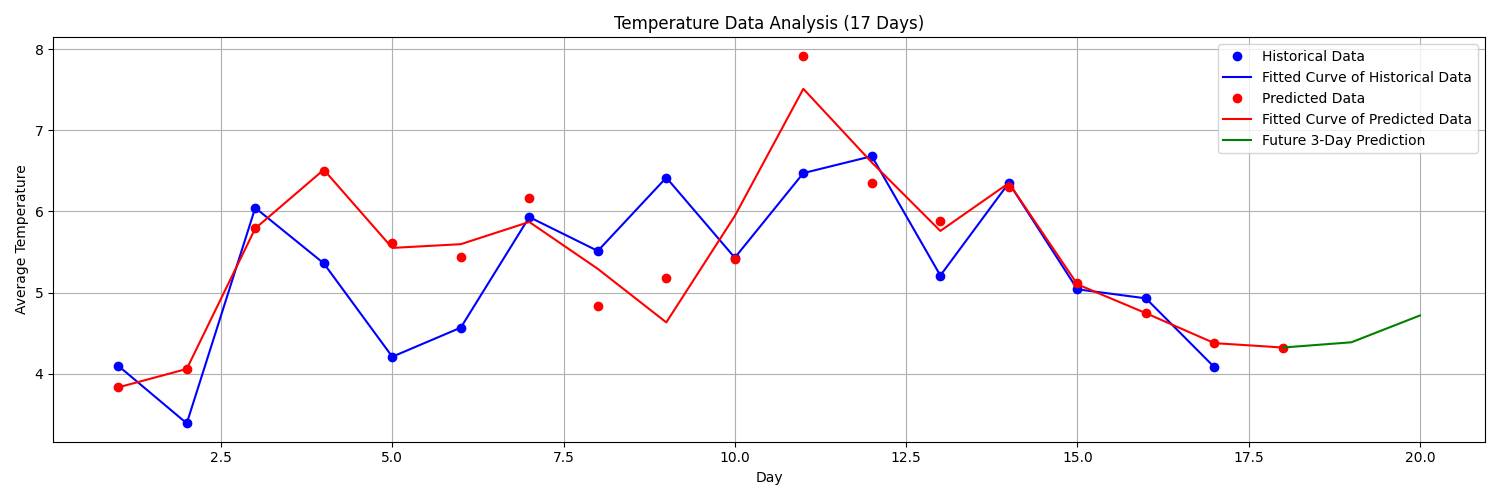 Temperature Data Analysis (17 Days)
Historical Data
Fitted Curve of Historical Data
Predicted Data
Fitted Curve of Predicted Data
Future 3-Day Prediction
Average Temperature
8
7
6
5
4
2.5 5.0 7.5 10.0 12.5 15.0 17.5 20.0
Day